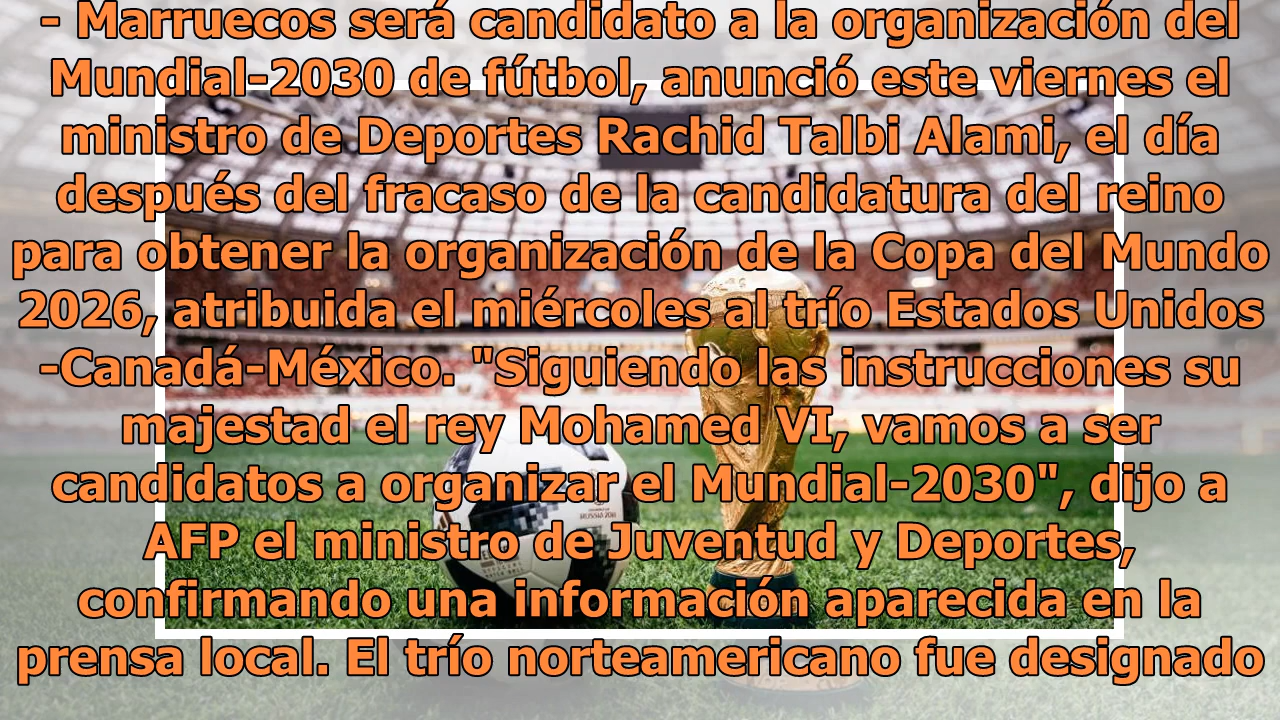 - Marruecos será candidato a la organización del
Mundial-2030 de fútbol, anunció este viernes el
ministro de Deportes Rachid Talbi Alami, el día
después del fracaso de la candidatura del reino
para obtener la organización de la Copa del Mundo
2026, atribuida el miércoles al trío Estados Unidos
-Canadá-México. "Siguiendo las instrucciones su
majestad el rey Mohamed VI, vamos a ser
candidatos a organizar el Mundial-2030", dijo a
AFP el ministro de Juventud y Deportes,
confirmando una información aparecida en la
prensa local. El trío norteamericano fue designado
RUSSIA 2018